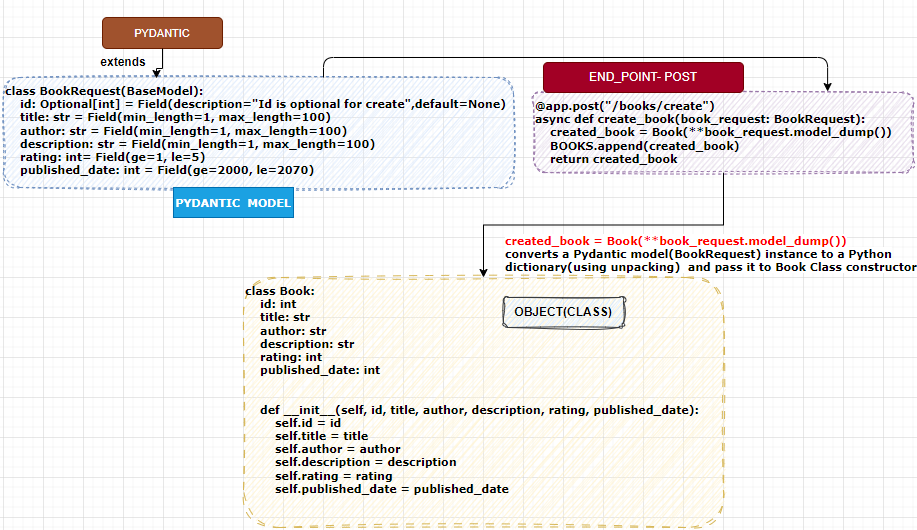 PYDANTIC
extends
class BookRequest(BaseModel):
id: Optional[int] = Field(description="Id is optional for create",default=None)
title: str = Field(min_length=1, max_length=100)
author: str = Field(min_length=1, max_length=100)
description: str = Field(min_length=1, max_length=100)
rating: int= Field(ge=1, le=5)
published_date: int = Field(ge=2000, le=2070)
PYDANTIC MODEL
END_POINT- POST
@app.post("/books/create")
async def create_book(book_request: BookRequest):
created_book = Book(**book_request.model_dump())
BOOKS.append(created_book)
return created_book
created_book = Book(**book_request.model_dump())
converts a Pydantic model(BookRequest) instance to a Python
dictionary(using unpacking) and pass it to Book Class constructor
class Book:
id: int
title: str
author: str
description: str
rating: int
published_date: int
OBJECT(CLASS)
def __init__(self, id, title, author, description, rating, published_date):
self.id = id
self.title = title
self.author = author
self.description = description
self.rating = rating
self.published_date = published_date